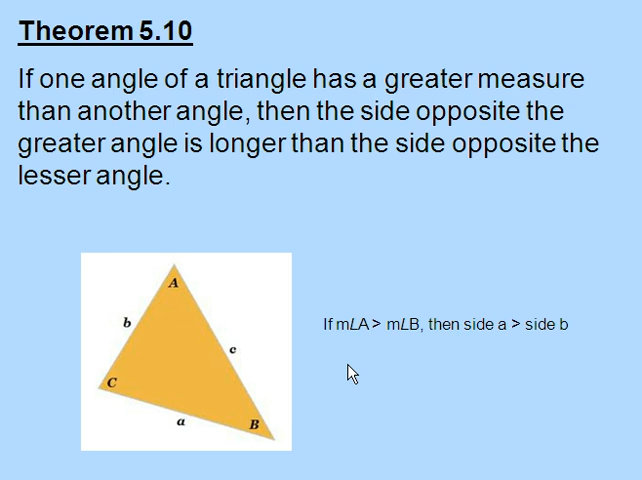 Theorem 5.10
If one angle of a triangle has a greater measure
than another angle, then the side opposite the
greater angle is longer than the side opposite the
lesser angle.
A
b
If mLA > mLB, then side a > side b
c
C
a
B